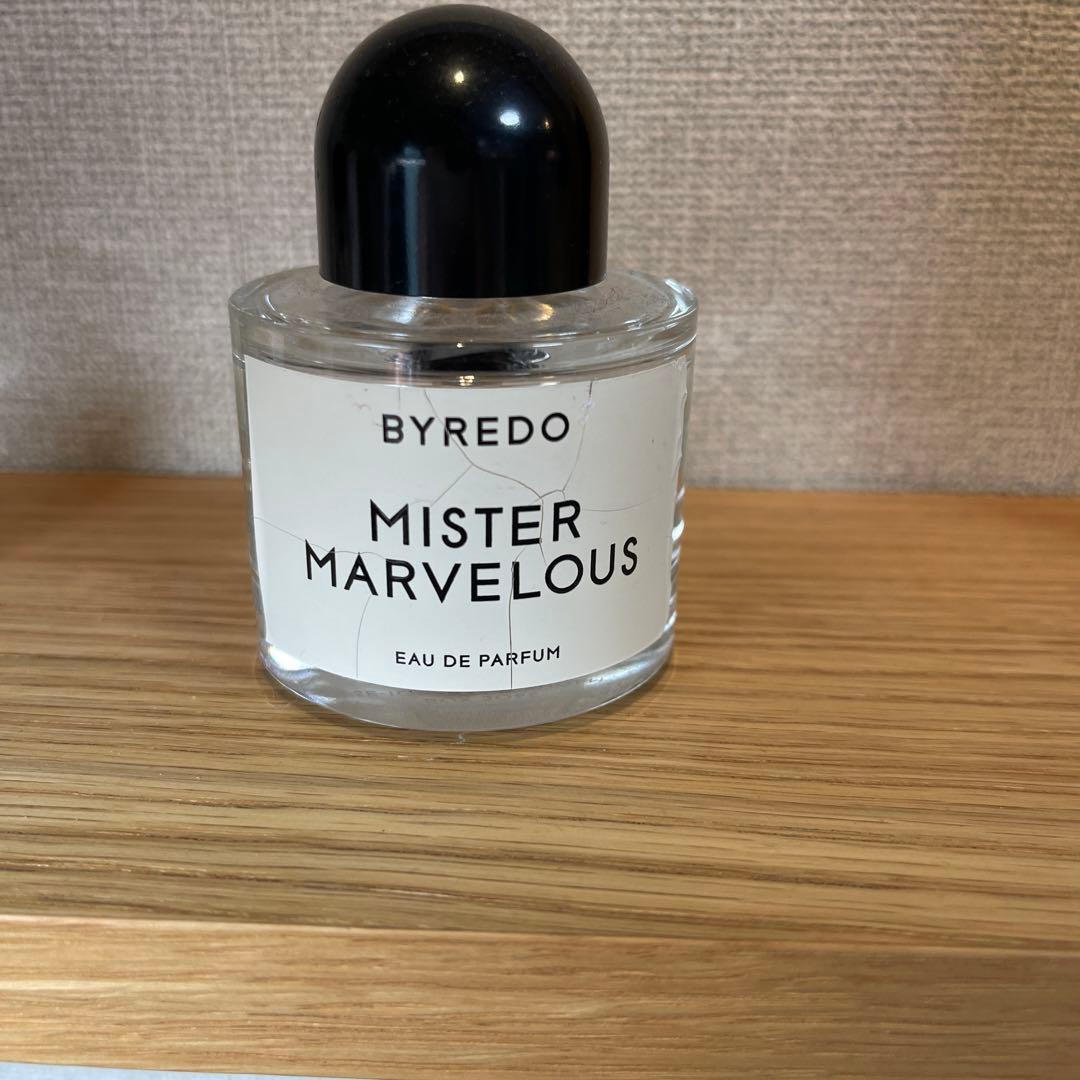 BYREDO
MISTER
MARVELOUS
EAU DE PARFUM